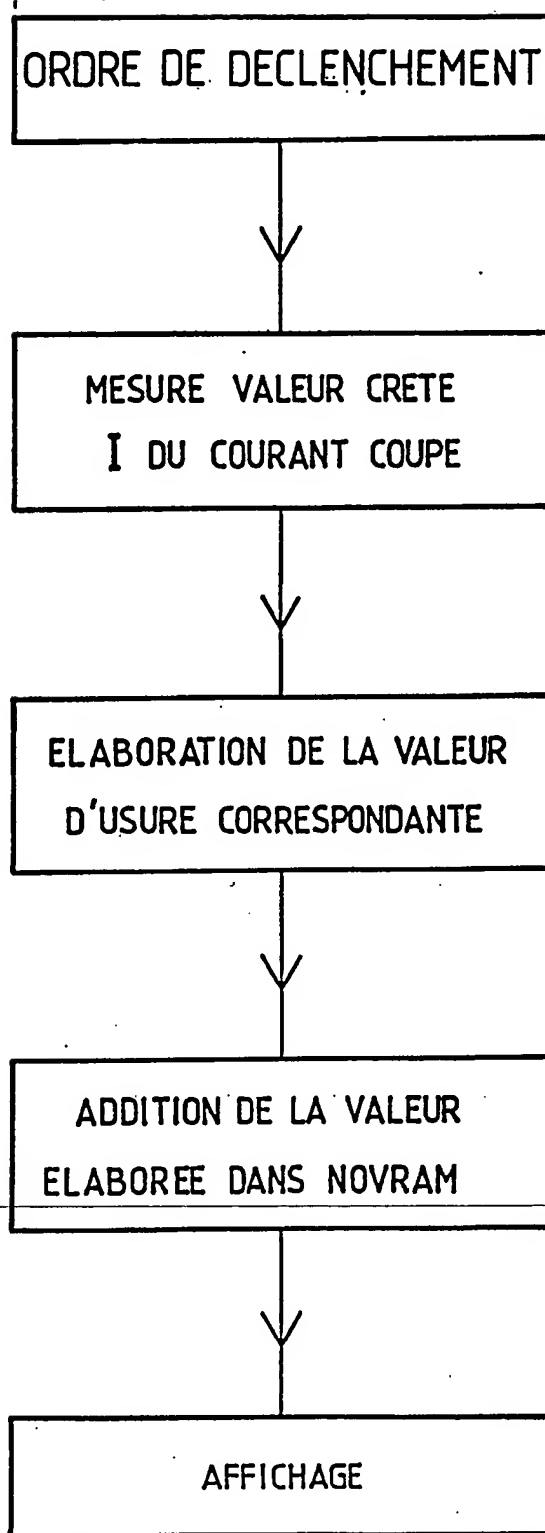 ORDRE DE DECLENCHEMENT
MESURE VALEUR CRETE
I DU COURANT COUPE
ELABORATION DE LA VALEUR
D'USURE CORRESPONDANTE
ADDITION DE LA VALEUR
ELABOREE DANS NOVRAM
AFFICHAGE